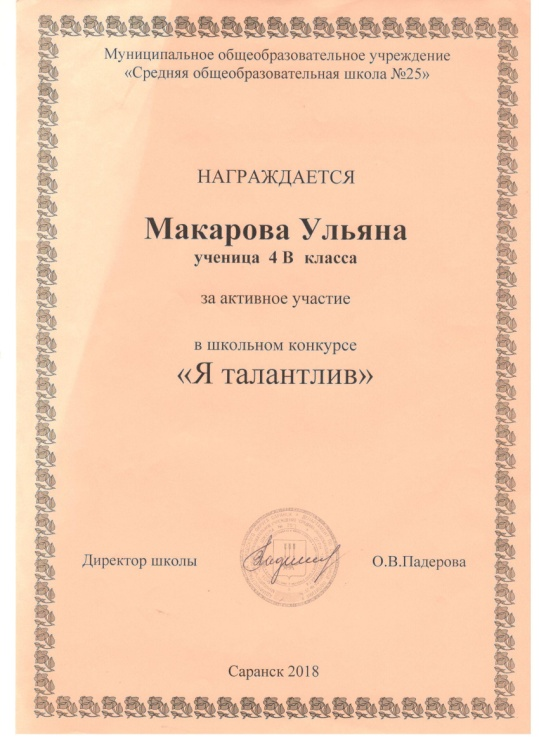 Муниципальное общеобразовательное учреждение
«Средняя общеобразовательная школа №25»
НАГРАЖДАЕТСЯ
Макарова Ульяна
ученица 4 В класса
за активное участие
в школьном конкурсе
«Я талантлив»
Директор школы
О.В.Падерова
Саранск 2018